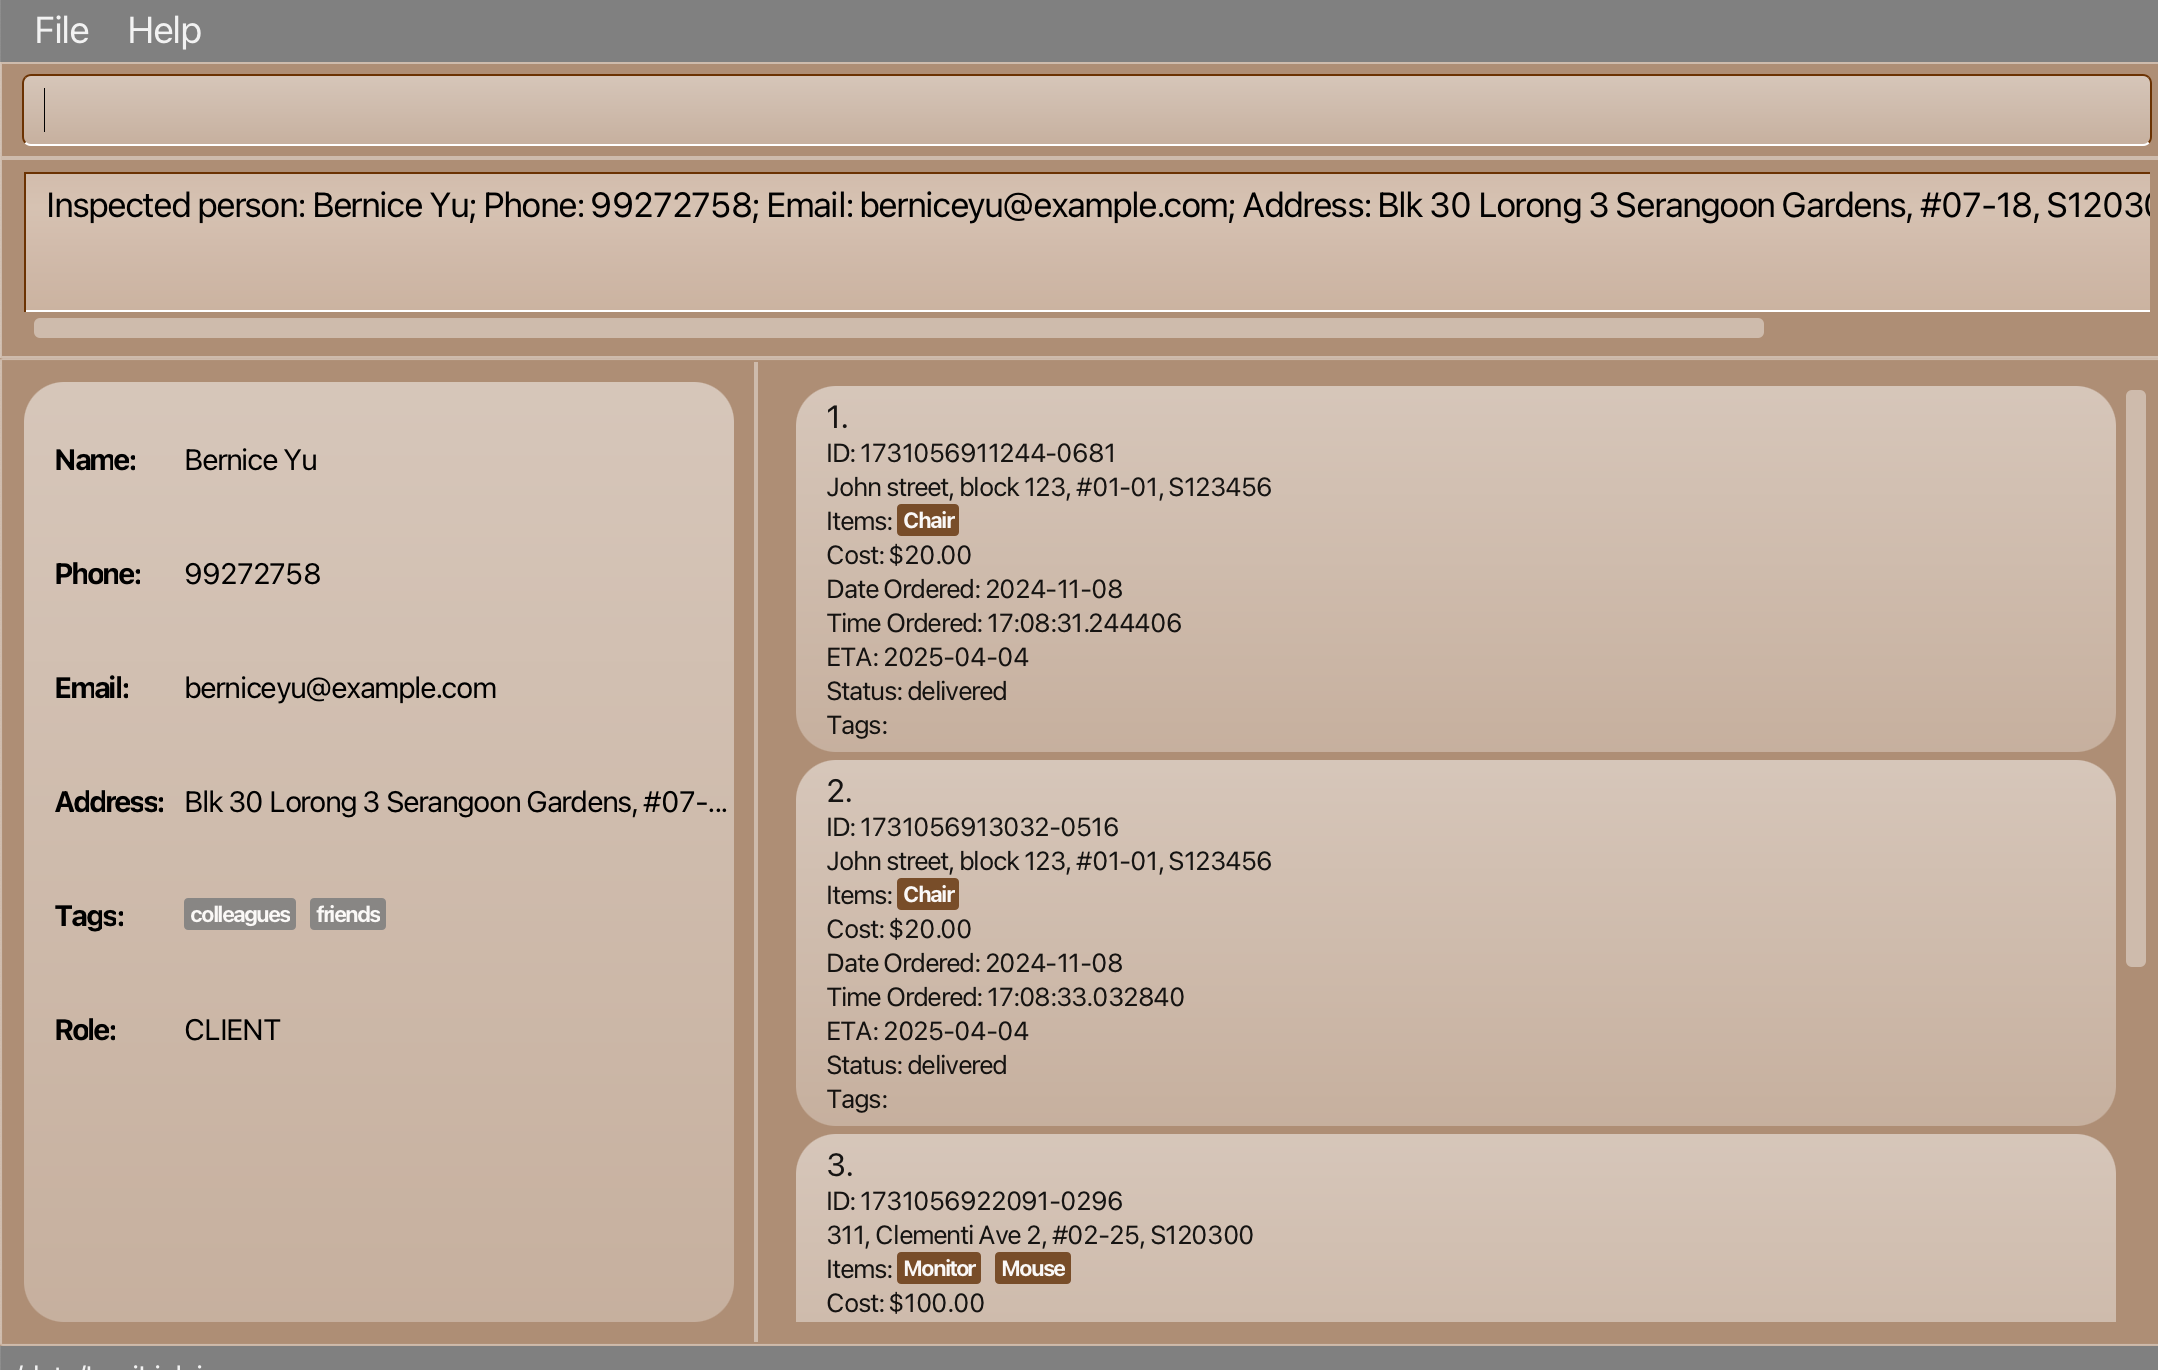 File Help
Inspected person: Bernice Yu; Phone: 99272758; Email: berniceyu@example.com; Address: Blk 30 Lorong 3 Serangoon Gardens, #07-18,
Name: Bernice Yu
Phone: 99272758
Email: berniceyu@example.com
Address: Blk 30 Lorong 3 Serangoon Gardens, #07-...
Tags: colleagues friends
Role: CLIENT
1.
ID: 1731056911244-0681
John street, block 123, #01-01, S123456
Items: Chair
Cost: $20.00
Date Ordered: 2024-11-08
Time Ordered: 17:08:31.244406
ETA: 2025-04-04
Status: delivered
Tags:
2.
ID: 1731056913032-0516
John street, block 123, #01-01, S123456
Items: Chair
Cost: $20.00
Date Ordered: 2024-11-08
Time Ordered: 17:08:33.032840
ETA: 2025-04-04
Status: delivered
Tags:
3.
ID: 1731056922091-0296
311, Clementi Ave 2, #02-25, S120300
Items: Monitor Mouse
Cost: $100.00